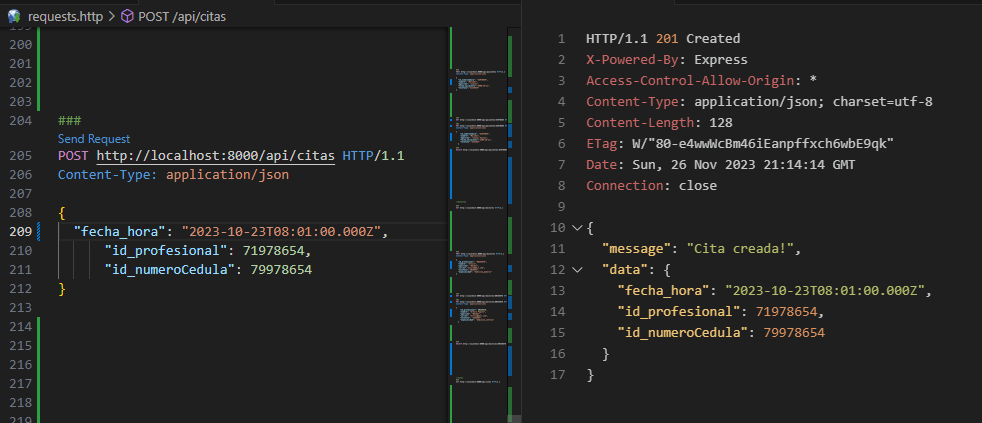 requests.http > POST /api/citas
199
200
201
202
203
204 ###
Send Request
205 POST http://localhost:8000/api/citas HTTP/1.1
206 Content-Type: application/json
207
208 {
209 "fecha_hora": "2023-10-23T08:01:00.000Z",
210 "id_profesional": 71978654,
211 "id_numeroCedula": 79978654
212 }
213
214
215
216
217
218
219
1 HTTP/1.1 201 Created
2 X-Powered-By: Express
3 Access-Control-Allow-Origin: *
4 Content-Type: application/json; charset=utf-8
5 Content-Length: 128
6 ETag: W/"80-e4wwWcBm46iEanpffxch6wbE9qk"
7 Date: Sun, 26 Nov 2023 21:14:14 GMT
8 Connection: close
9
10 {
11 "message": "Cita creada!",
12 "data": {
13 "fecha_hora": "2023-10-23T08:01:00.000Z",
14 "id_profesional": 71978654,
15 "id_numeroCedula": 79978654
16 }
17 }